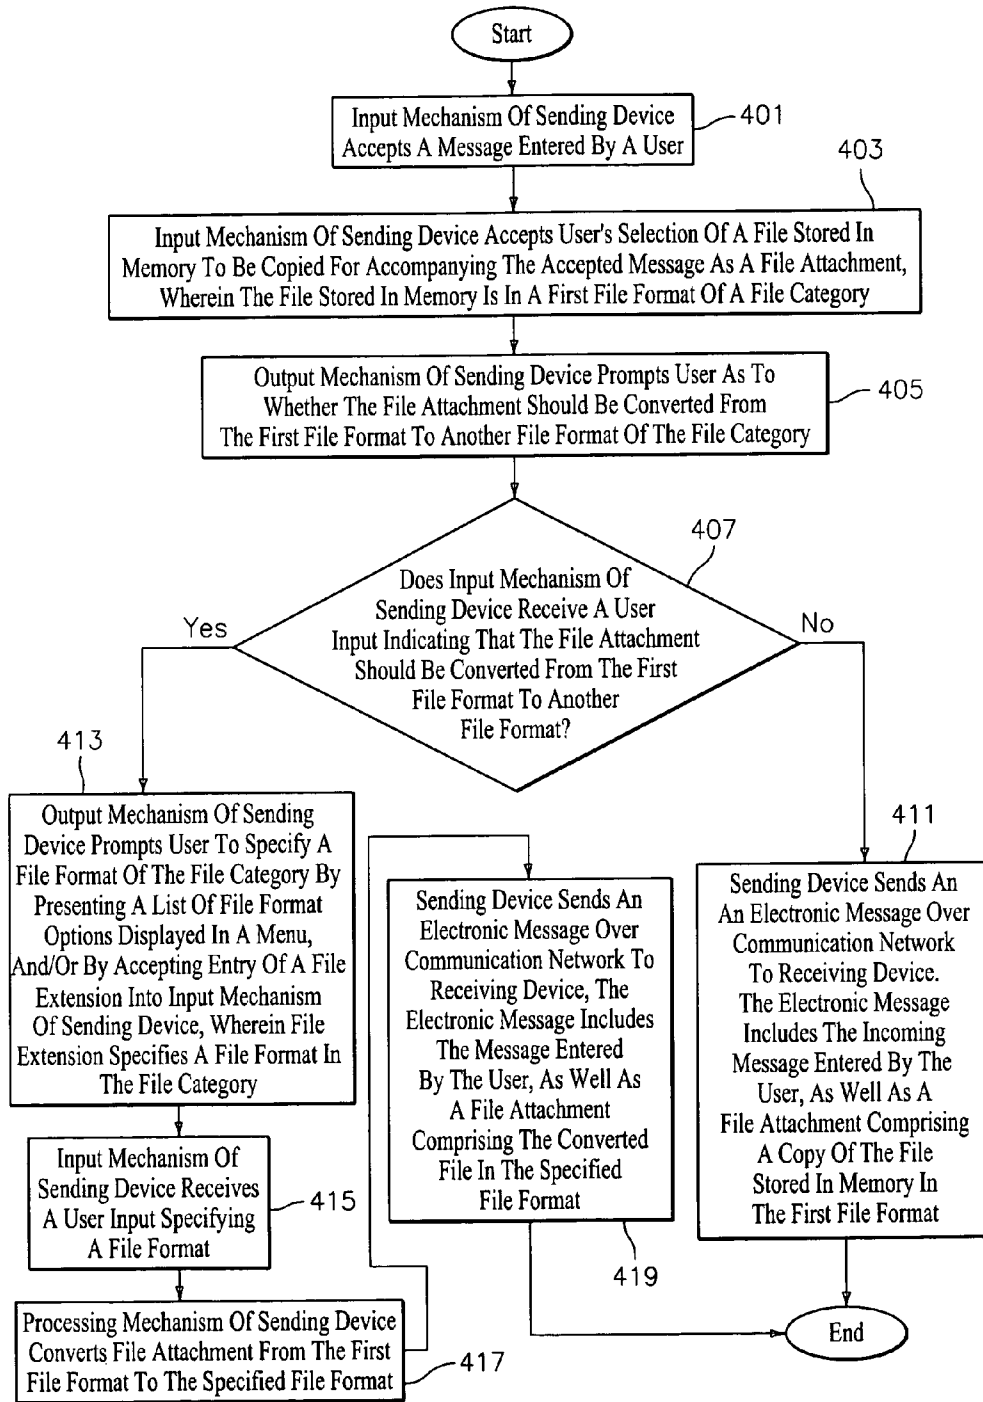 Start
Input Mechanism Of Sending Device
Accepts A Message Entered By A User
401
403
Input Mechanism Of Sending Device Accepts User's Selection Of A File Stored In
Memory To Be Copied For Accompanying The Accepted Message As A File Attachment,
Wherein The File Stored In Memory Is In A First File Format Of A File Category
Output Mechanism Of Sending Device Prompts User As To
Whether The File Attachment Should Be Converted From
The First File Format To Another File Format Of The File Category
405
407
Does Input Mechanism Of
Sending Device Receive A User
Input Indicating That The File Attachment
Should Be Converted From The First
File Format To Another
File Format?
Yes
No
413
Output Mechanism Of Sending
Device Prompts User To Specify A
File Format Of The File Category By
Presenting A List Of File Format
Options Displayed In A Menu,
And/Or By Accepting Entry Of A File
Extension Into Input Mechanism
Of Sending Device, Wherein File
Extension Specifies A File Format In
The File Category
Input Mechanism Of
Sending Device Receives
A User Input Specifying
A File Format
415
Processing Mechanism Of Sending Device
Converts File Attachment From The First
File Format To The Specified File Format
417
Sending Device Sends An
Electronic Message Over
Communication Network To
Receiving Device, The
Electronic Message Includes
The Message Entered
By The User, As Well As
A File Attachment
Comprising The Converted
File In The Specified
File Format
419
411
Sending Device Sends An
An Electronic Message Over
Communication Network
To Receiving Device.
The Electronic Message
Includes The Incoming
Message Entered By The
User, As Well As A
File Attachment Comprising
A Copy Of The File
Stored In Memory In
The First File Format
End